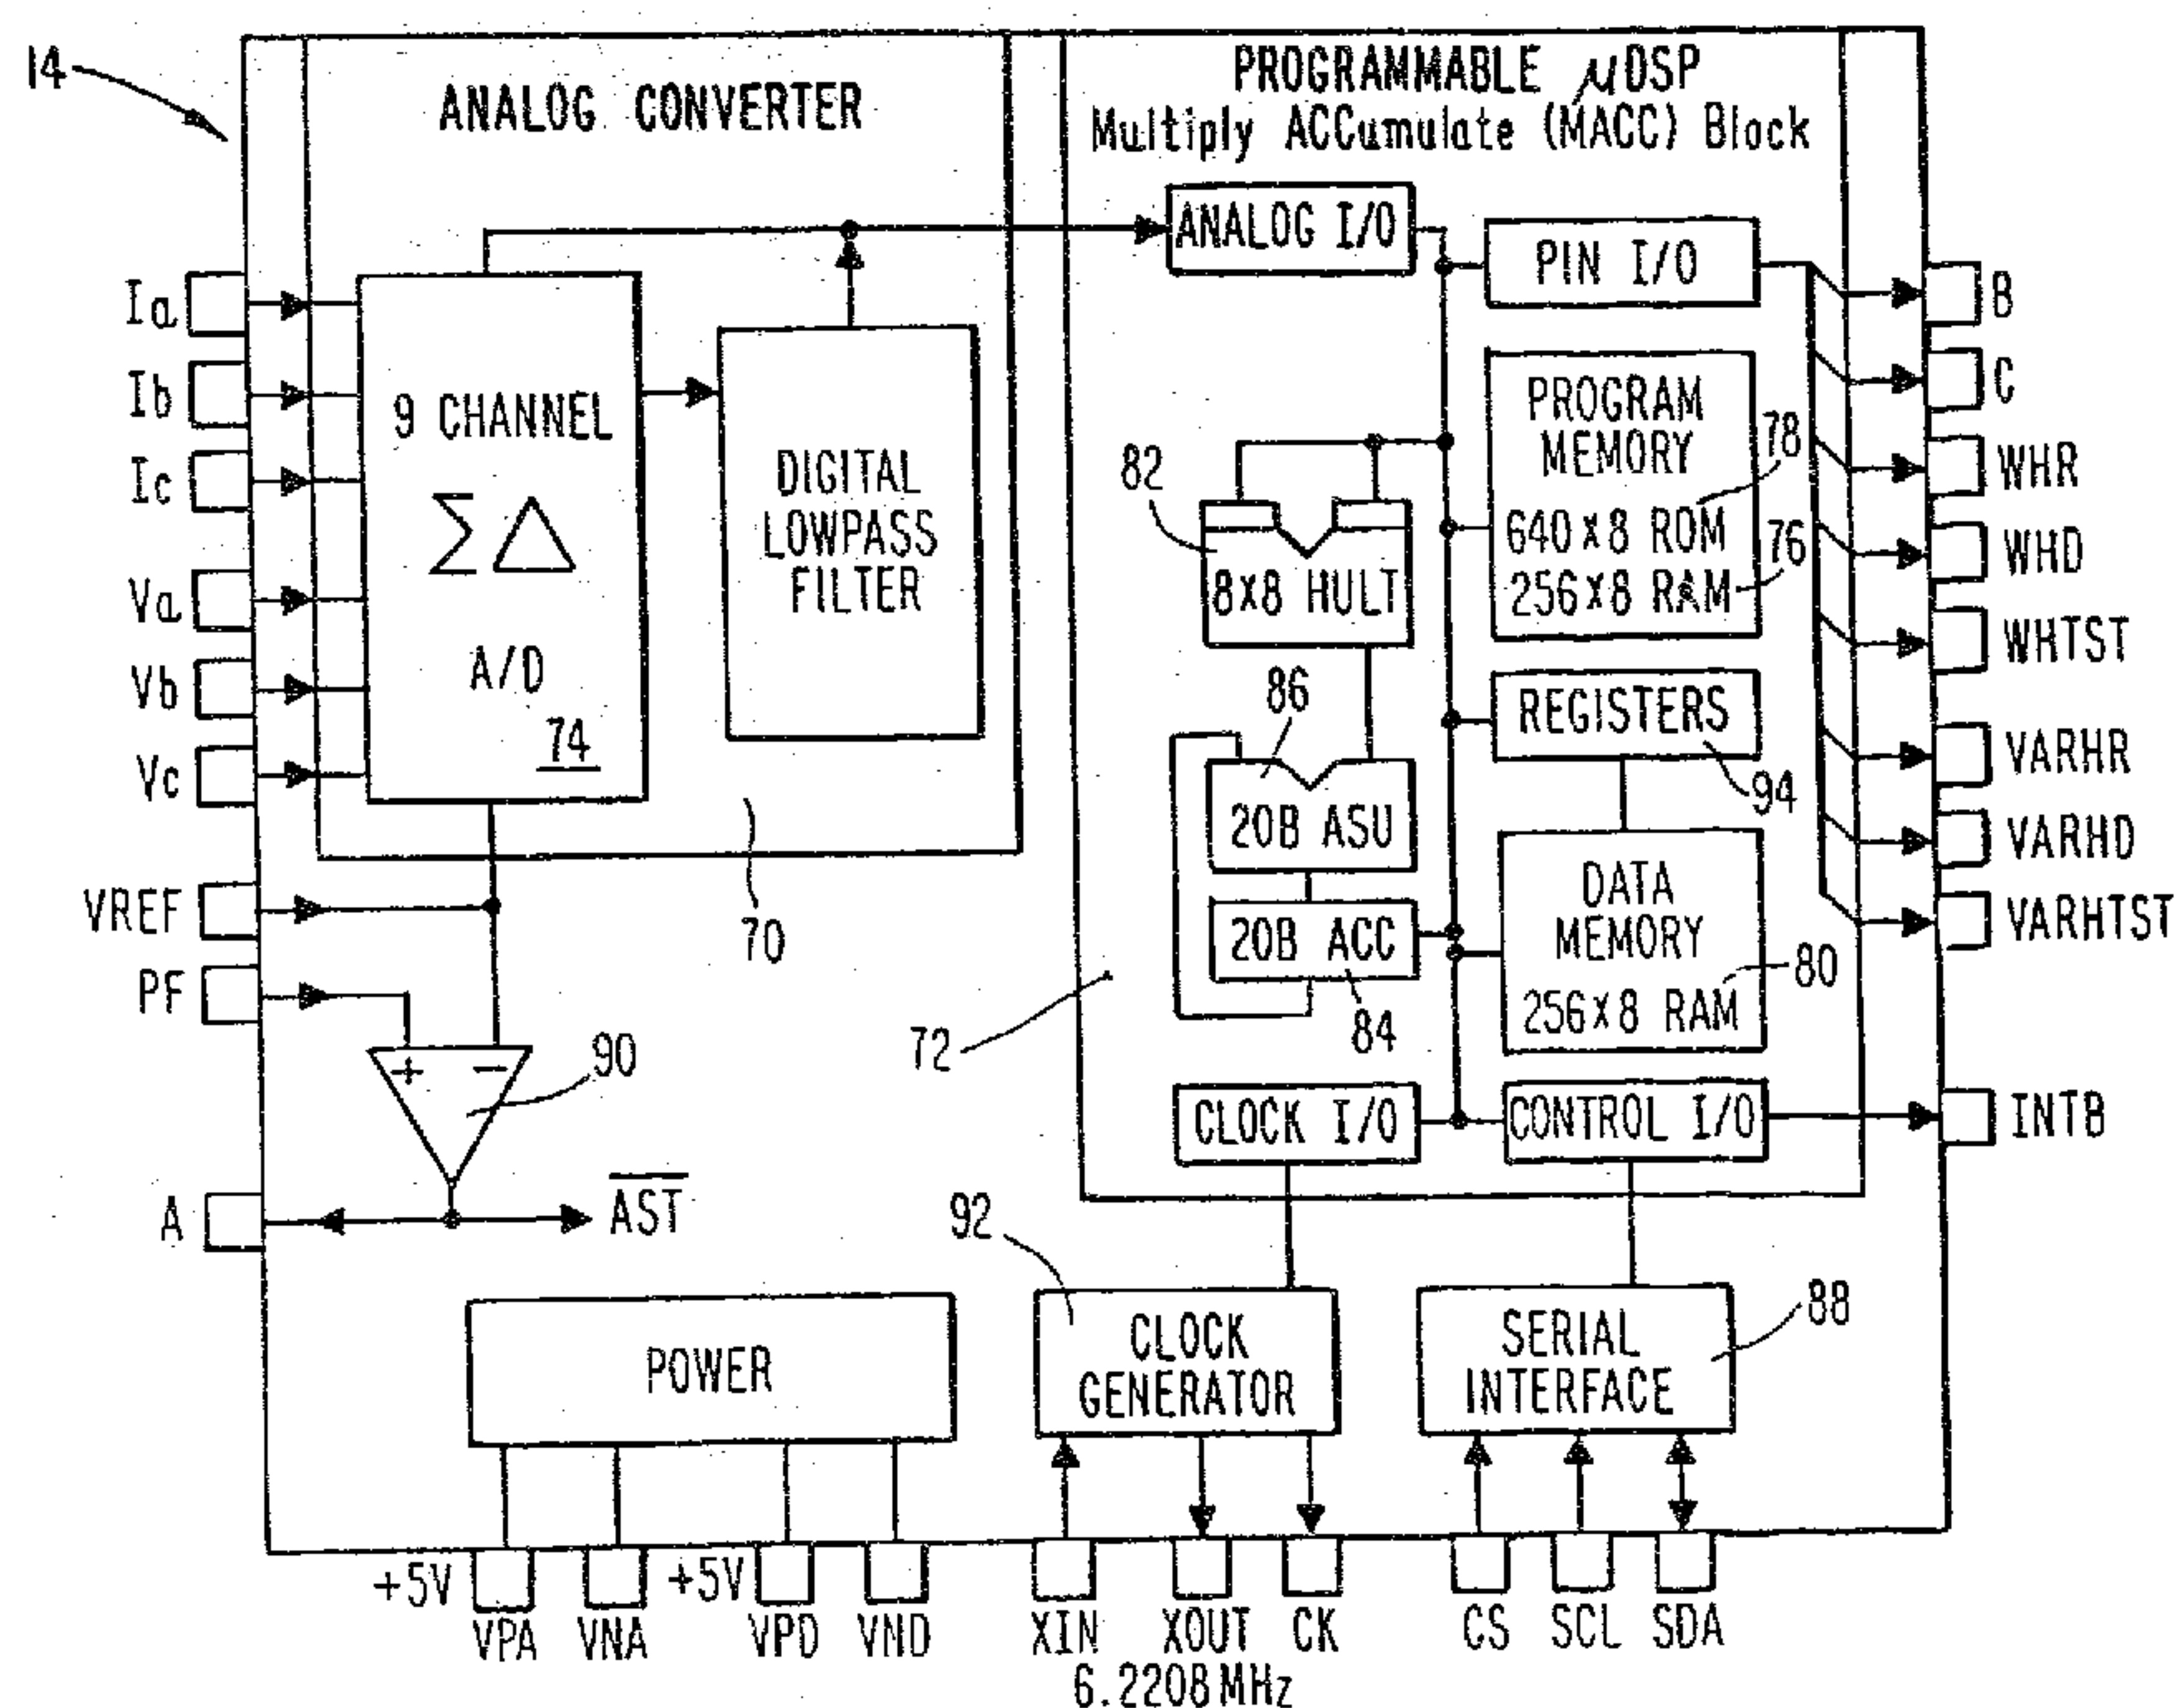 14
ANALOG CONVERTER
PROGRAMMABLE μDSP
Multiply ACCumulate (MACC) Block
ANALOG I/O
PIN I/O
Ia
Ib
Ic
Va
Vb
Vc
VREF
PF
A
9 CHANNEL
ΣΔ
A/D
74
DIGITAL
LOWPASS
FILTER
70
PROGRAM
MEMORY
78
640x8 ROM
76
256x8 RAM
82
8x8 HULT
86
20B ASU
20B ACC
84
REGISTERS
94
DATA
MEMORY
80
256x8 RAM
72
CLOCK I/O
CONTROL I/O
B
C
WHR
WHD
WHTST
VARHR
VARHD
VARHTST
INTB
+ −
90
AST
POWER
92
CLOCK
GENERATOR
SERIAL
INTERFACE
88
+5V
VPA
VNA
+5V
VPD
VND
XIN
XOUT
CK
CS
SCL
SDA
6.2208MHz